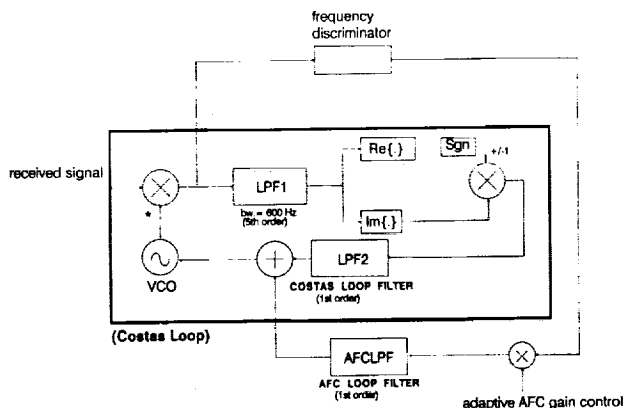 frequency
discriminator
received signal
Re{.}
Sgn
+/-1
LPF1
bw. = 600 Hz
(5th order)
*
Im{.}
VCO
LPF2
COSTAS LOOP FILTER
(1st order)
(Costas Loop)
AFCLPF
AFC LOOP FILTER
(1st order)
adaptive AFC gain control